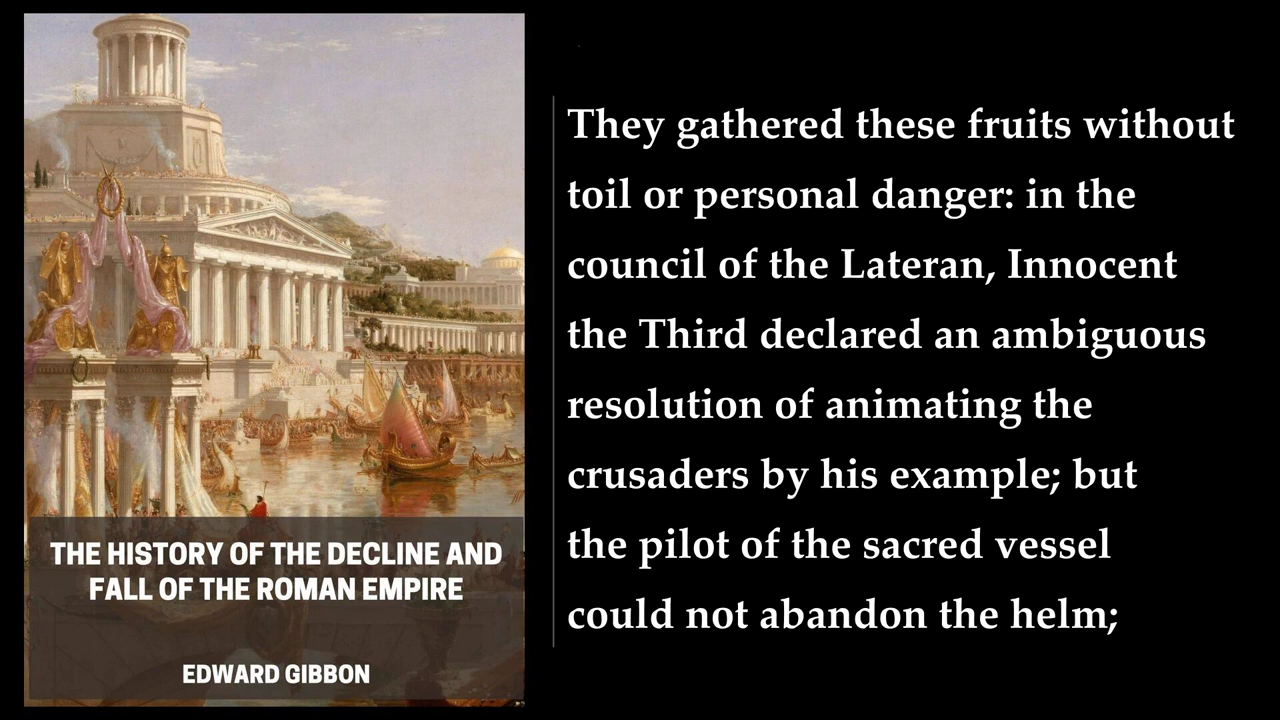 THE HISTORY OF THE DECLINE AND
FALL OF THE ROMAN EMPIRE
EDWARD GIBBON
They gathered these fruits without
toil or personal danger: in the
council of the Lateran, Innocent
the Third declared an ambiguous
resolution of animating the
crusaders by his example; but
the pilot of the sacred vessel
could not abandon the helm;